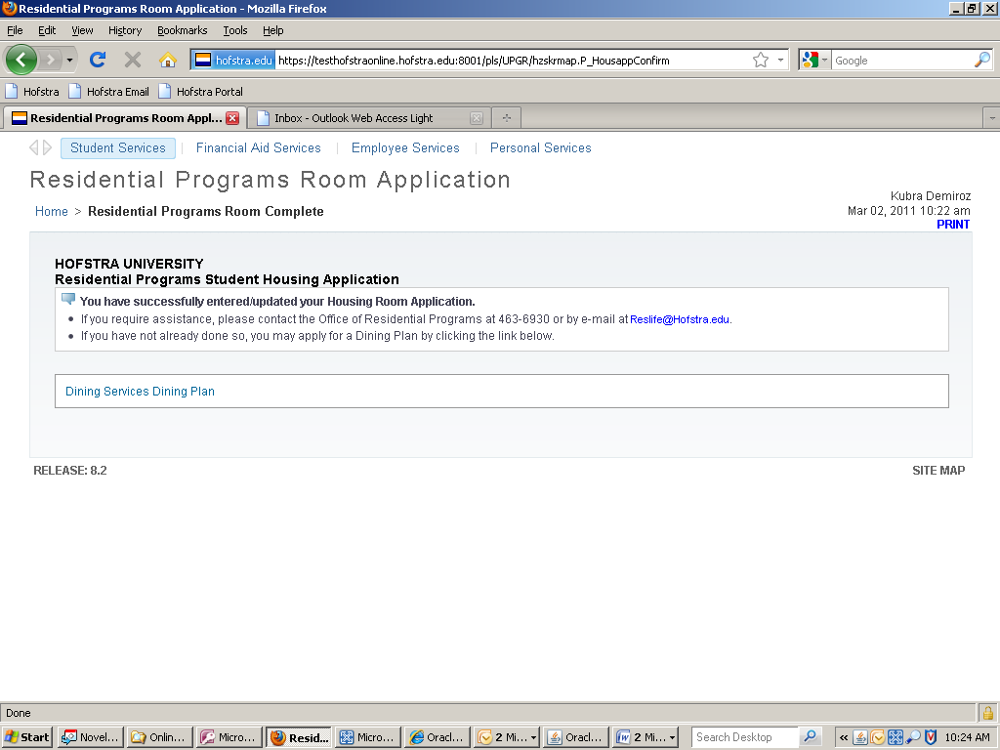 Residential Programs Room Application - Mozilla Firefox
File Edit View History Bookmarks Tools Help
hofstra.edu https://testhofstraonline.hofstra.edu:8001/pls/UPGR/hzskrmap.P_HousappConfirm Google
Hofstra Hofstra Email Hofstra Portal
Residential Programs Room Appl... Inbox - Outlook Web Access Light
Student Services Financial Aid Services Employee Services Personal Services
Residential Programs Room Application
Kubra Demiroz
Home > Residential Programs Room Complete Mar 02, 2011 10:22 am
PRINT
HOFSTRA UNIVERSITY
Residential Programs Student Housing Application
You have successfully entered/updated your Housing Room Application.
• If you require assistance, please contact the Office of Residential Programs at 463-6930 or by e-mail at Reslife@Hofstra.edu.
• If you have not already done so, you may apply for a Dining Plan by clicking the link below.
Dining Services Dining Plan
RELEASE: 8.2 SITE MAP
Done
Start Novel... Onlin... Micro... Resid... Micro... Oracl... 2 Mi... Oracl... 2 Mi... Search Desktop « 10:24 AM